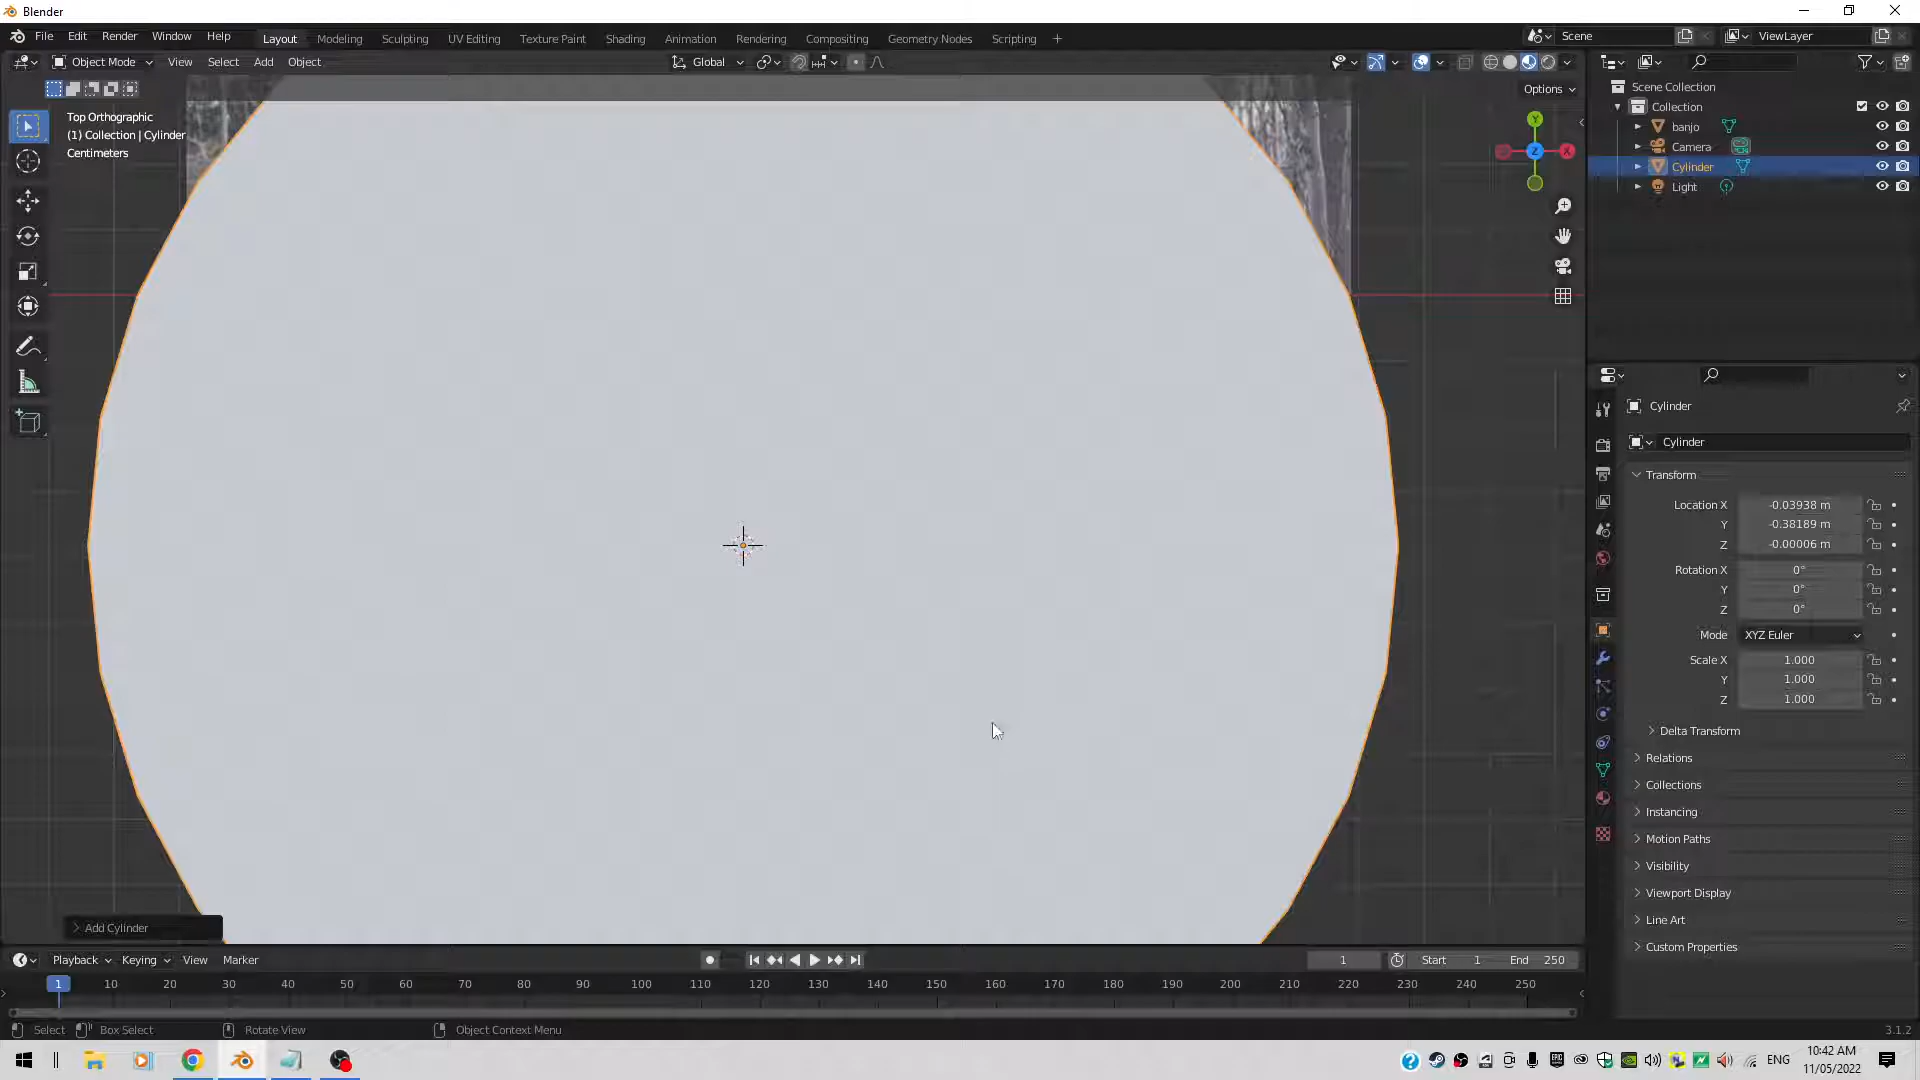 Blender
File Edit Render Window Help
Layout Modeling Sculpting UV Editing Texture Paint Shading Animation Rendering Compositing Geometry Nodes Scripting +
Scene
ViewLayer
Object Mode
View Select Add Object
Global
Options
Top Orthographic
(1) Collection | Cylinder
Centimeters
Y
Z
X
Scene Collection
Collection
banjo
Camera
Cylinder
Light
Cylinder
Cylinder
Transform
Location X -0.03938 m
Y -0.38189 m
Z -0.00006 m
Rotation X 0°
Y 0°
Z 0°
Mode XYZ Euler
Scale X 1.000
Y 1.000
Z 1.000
Delta Transform
Relations
Collections
Instancing
Motion Paths
Visibility
Viewport Display
Line Art
Custom Properties
Add Cylinder
Playback Keying View Marker
1
Start 1 End 250
1 10 20 30 40 50 60 70 80 90 100 110 120 130 140 150 160 170 180 190 200 210 220 230 240 250
Select Box Select Rotate View Object Context Menu
3.1.2
ENG
10:42 AM
11/05/2022